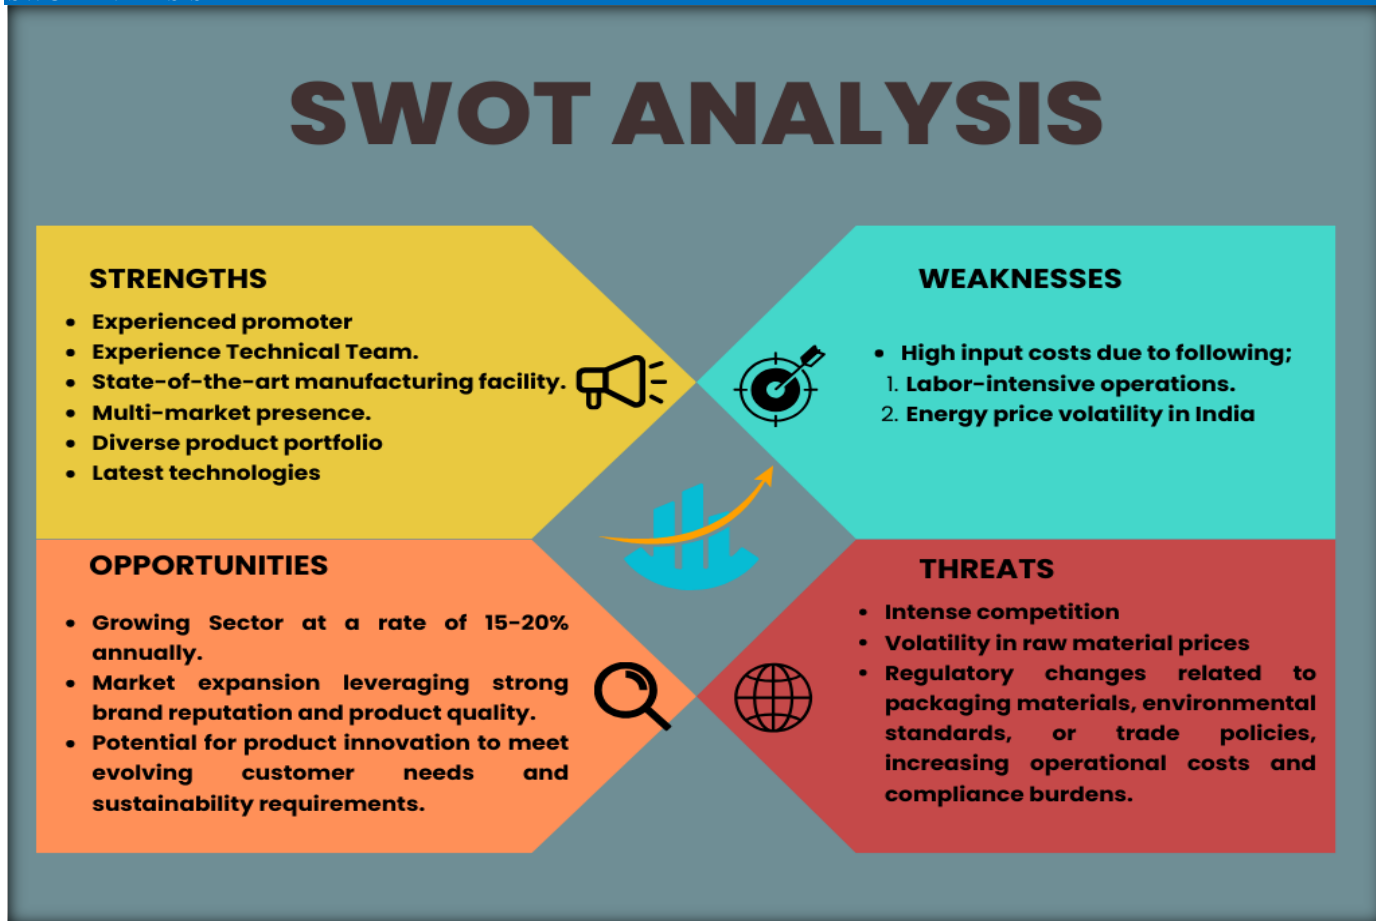 SWOT ANALYSIS
STRENGTHS
• Experienced promoter
• Experience Technical Team.
• State-of-the-art manufacturing facility.
• Multi-market presence.
• Diverse product portfolio
• Latest technologies
WEAKNESSES
• High input costs due to following;
1. Labor-intensive operations.
2. Energy price volatility in India
OPPORTUNITIES
• Growing Sector at a rate of 15-20%
annually.
• Market expansion leveraging strong
brand reputation and product quality.
• Potential for product innovation to meet
evolving customer needs and
sustainability requirements.
THREATS
• Intense competition
• Volatility in raw material prices
• Regulatory changes related to
packaging materials, environmental
standards, or trade policies,
increasing operational costs and
compliance burdens.